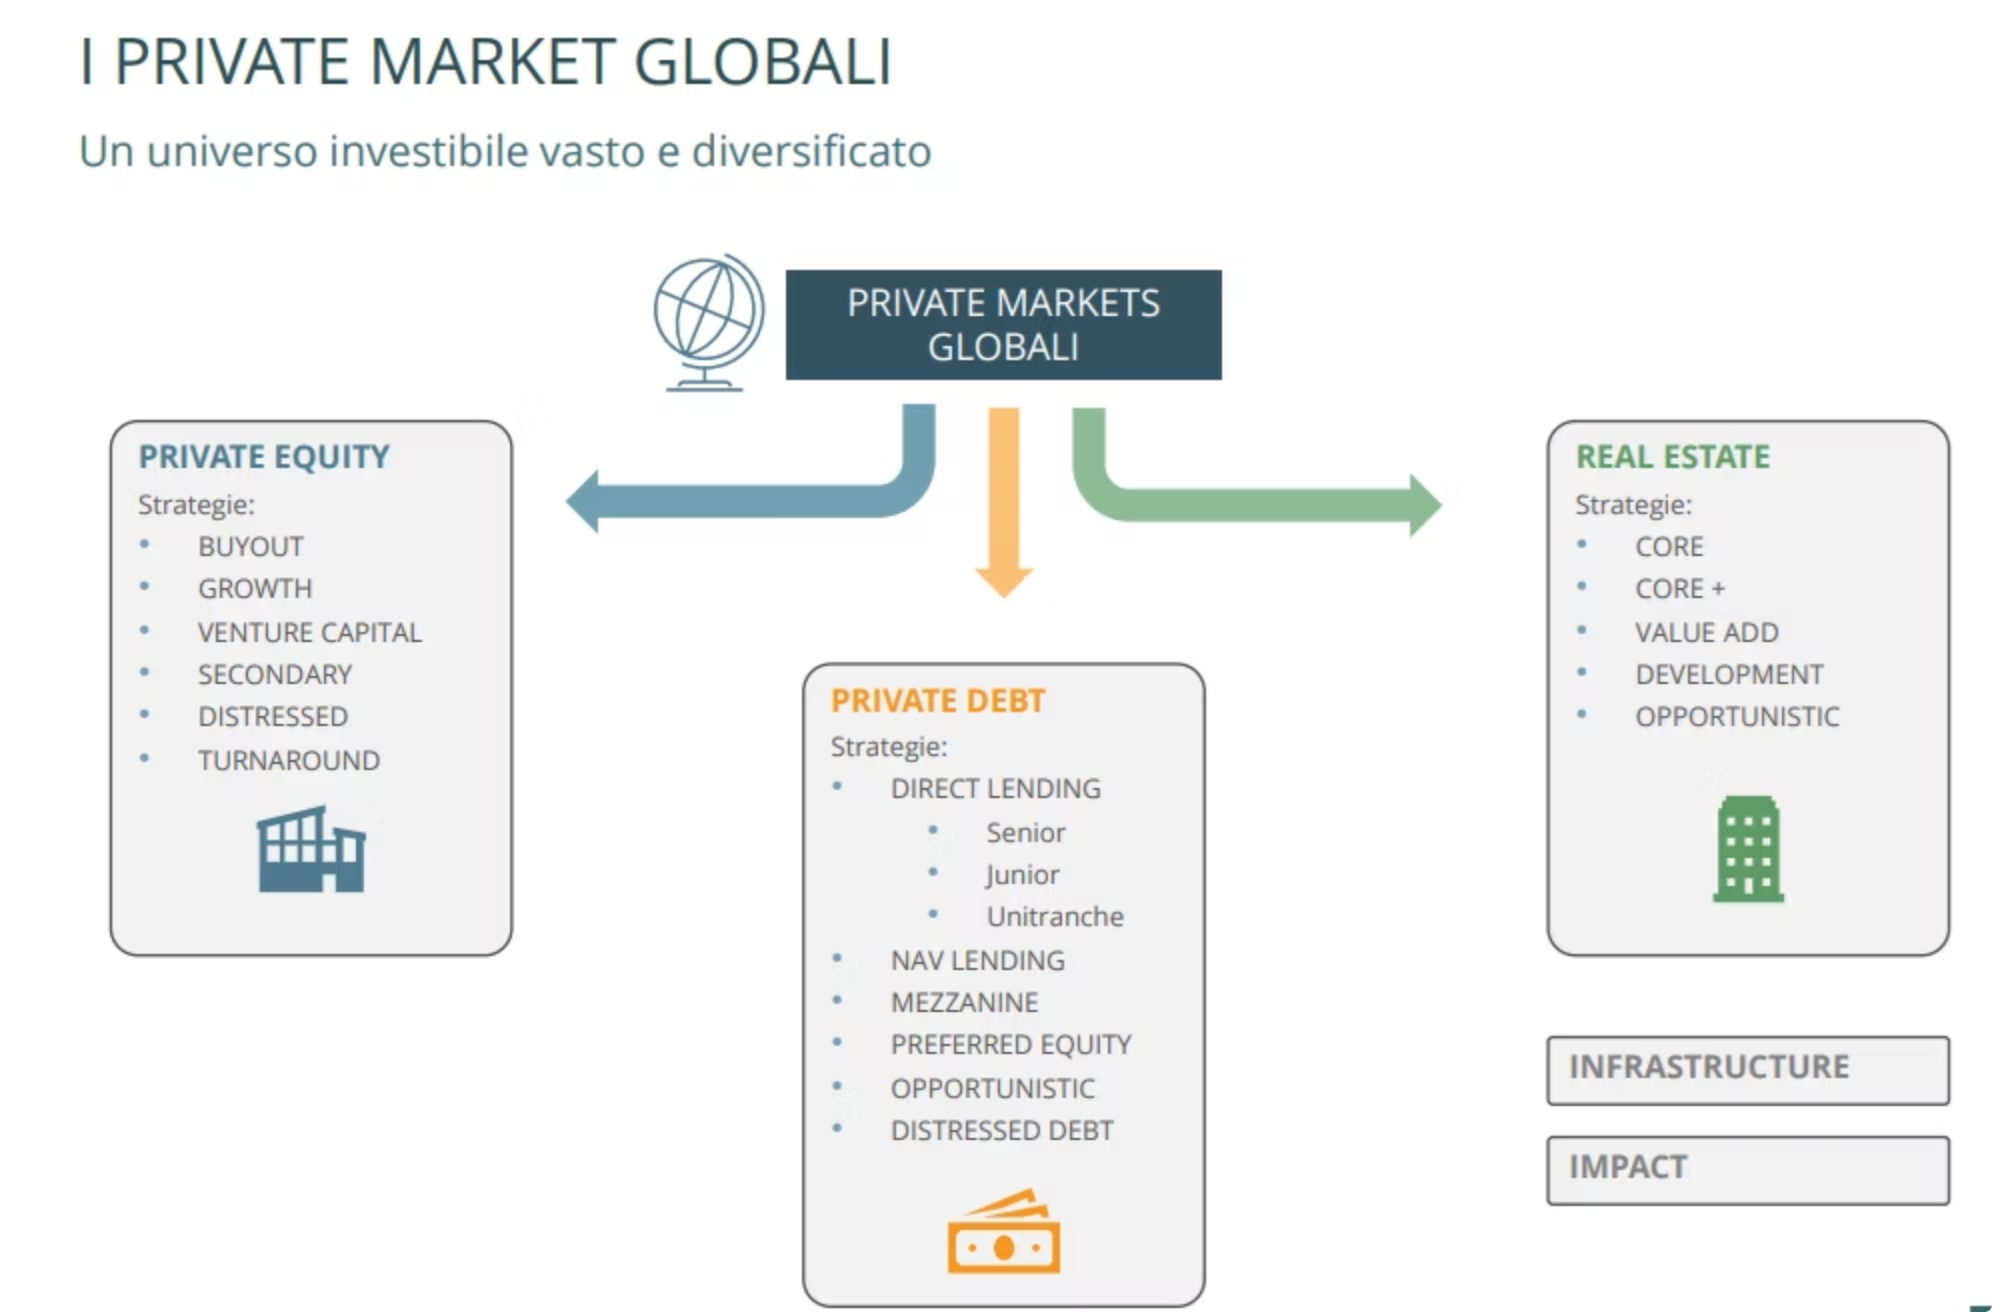 I PRIVATE MARKET GLOBALI
Un universo investibile vasto e diversificato
PRIVATE MARKETS
GLOBALI
PRIVATE EQUITY
Strategie:
• BUYOUT
• GROWTH
• VENTURE CAPITAL
• SECONDARY
• DISTRESSED
• TURNAROUND
PRIVATE DEBT
Strategie:
• DIRECT LENDING
• Senior
• Junior
• Unitranche
• NAV LENDING
• MEZZANINE
• PREFERRED EQUITY
• OPPORTUNISTIC
• DISTRESSED DEBT
REAL ESTATE
Strategie:
• CORE
• CORE +
• VALUE ADD
• DEVELOPMENT
• OPPORTUNISTIC
INFRASTRUCTURE
IMPACT